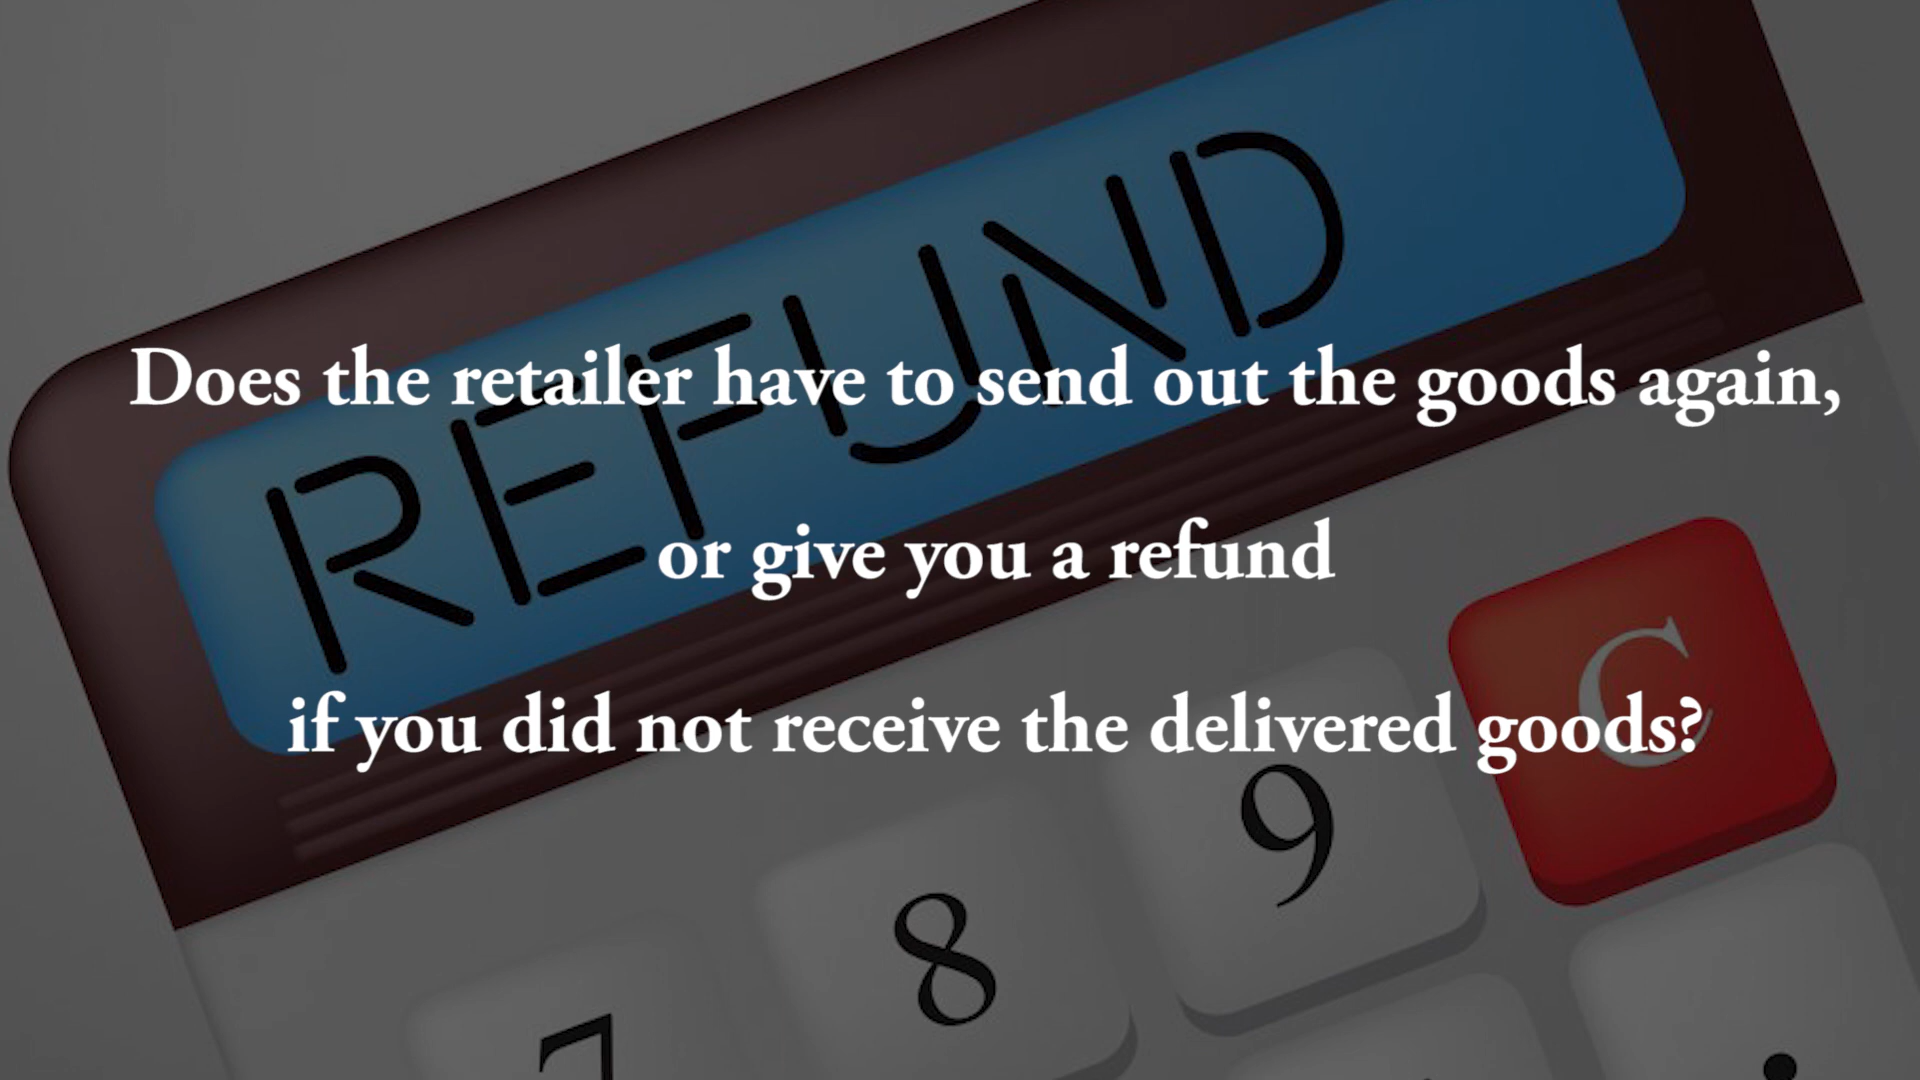 REFUND
Does the retailer have to send out the goods again,
or give you a refund
if you did not receive the delivered goods?
C
9
8
7
.